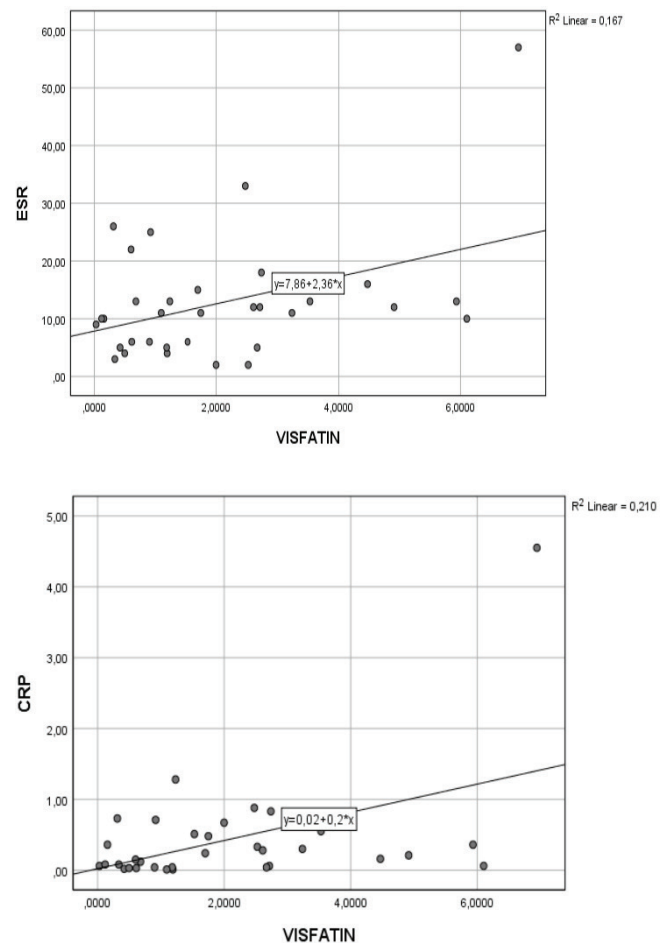 R² Linear = 0,167
60,00
50,00
40,00
30,00
20,00
10,00
,00
ESR
y=7,86+2,36*x
,0000 2,0000 4,0000 6,0000
VISFATIN
R² Linear = 0,210
5,00
4,00
3,00
2,00
1,00
,00
CRP
y=0,02+0,2*x
,0000 2,0000 4,0000 6,0000
VISFATIN